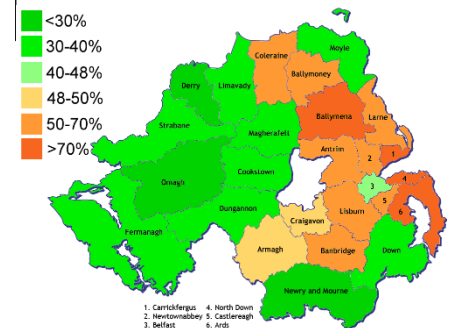 <30%
30-40%
40-48%
48-50%
50-70%
>70%
Moyle
Coleraine
Ballymoney
Derry
Limavady
Strabane
Ballymena
Larne
Magherafelt
Antrim
2
1
Cookstown
Omagh
3
4
5
6
Dungannon
Lisburn
Craigavon
Fermanagh
Armagh
Banbridge
Down
Newry and Mourne
1. Carrickfergus 4. North Down
2. Newtownabbey 5. Castlereagh
3. Belfast 6. Ards